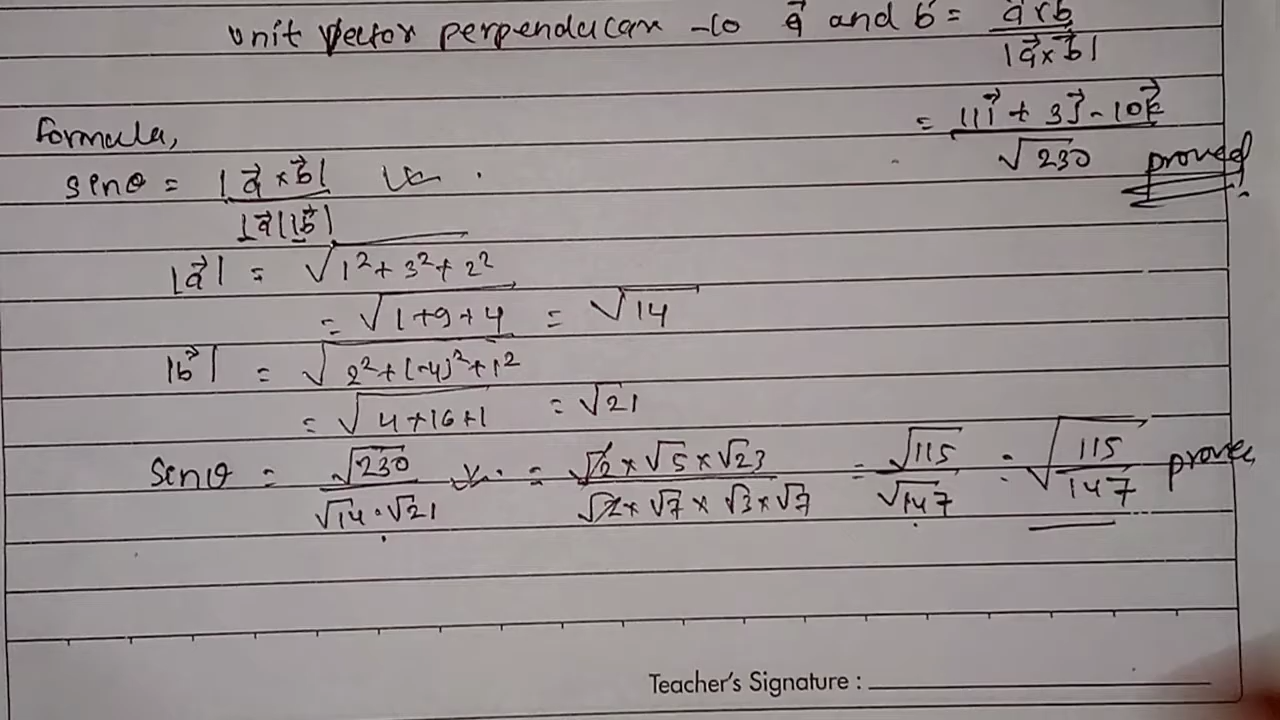 unit vector perpenducar to a⃗ and b⃗ = a⃗×b⃗ / |a⃗×b⃗|
= 11i⃗ + 3j⃗ - 10k⃗ / √230 proved
Formula,
sinθ = |a⃗×b⃗| / |a⃗||b⃗|
|a⃗| = √1²+3²+2²
= √1+9+4 = √14
|b⃗| = √2²+(-4)²+1²
= √4+16+1 = √21
Sinθ = √230 / √14·√21 = √2×√5×√23 / √2×√7×√3×√7 = √115 / √147 = √115/147 prove
Teacher's Signature :